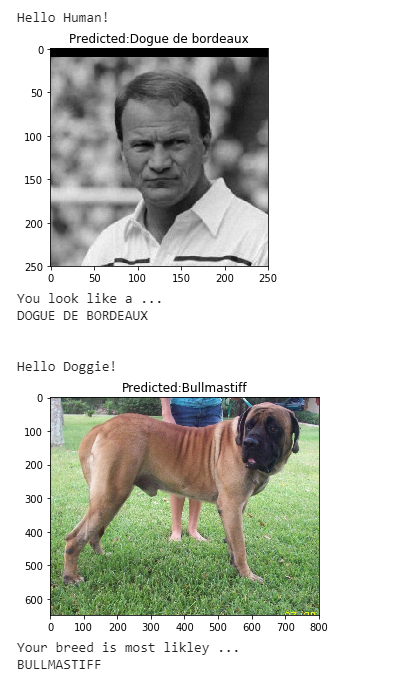 Hello Human!
Predicted:Dogue de bordeaux
0
50
100
150
200
250
0 50 100 150 200 250
You look like a ...
DOGUE DE BORDEAUX
Hello Doggie!
Predicted:Bullmastiff
0
100
200
300
400
500
600
0 100 200 300 400 500 600 700 800
Your breed is most likley ...
BULLMASTIFF